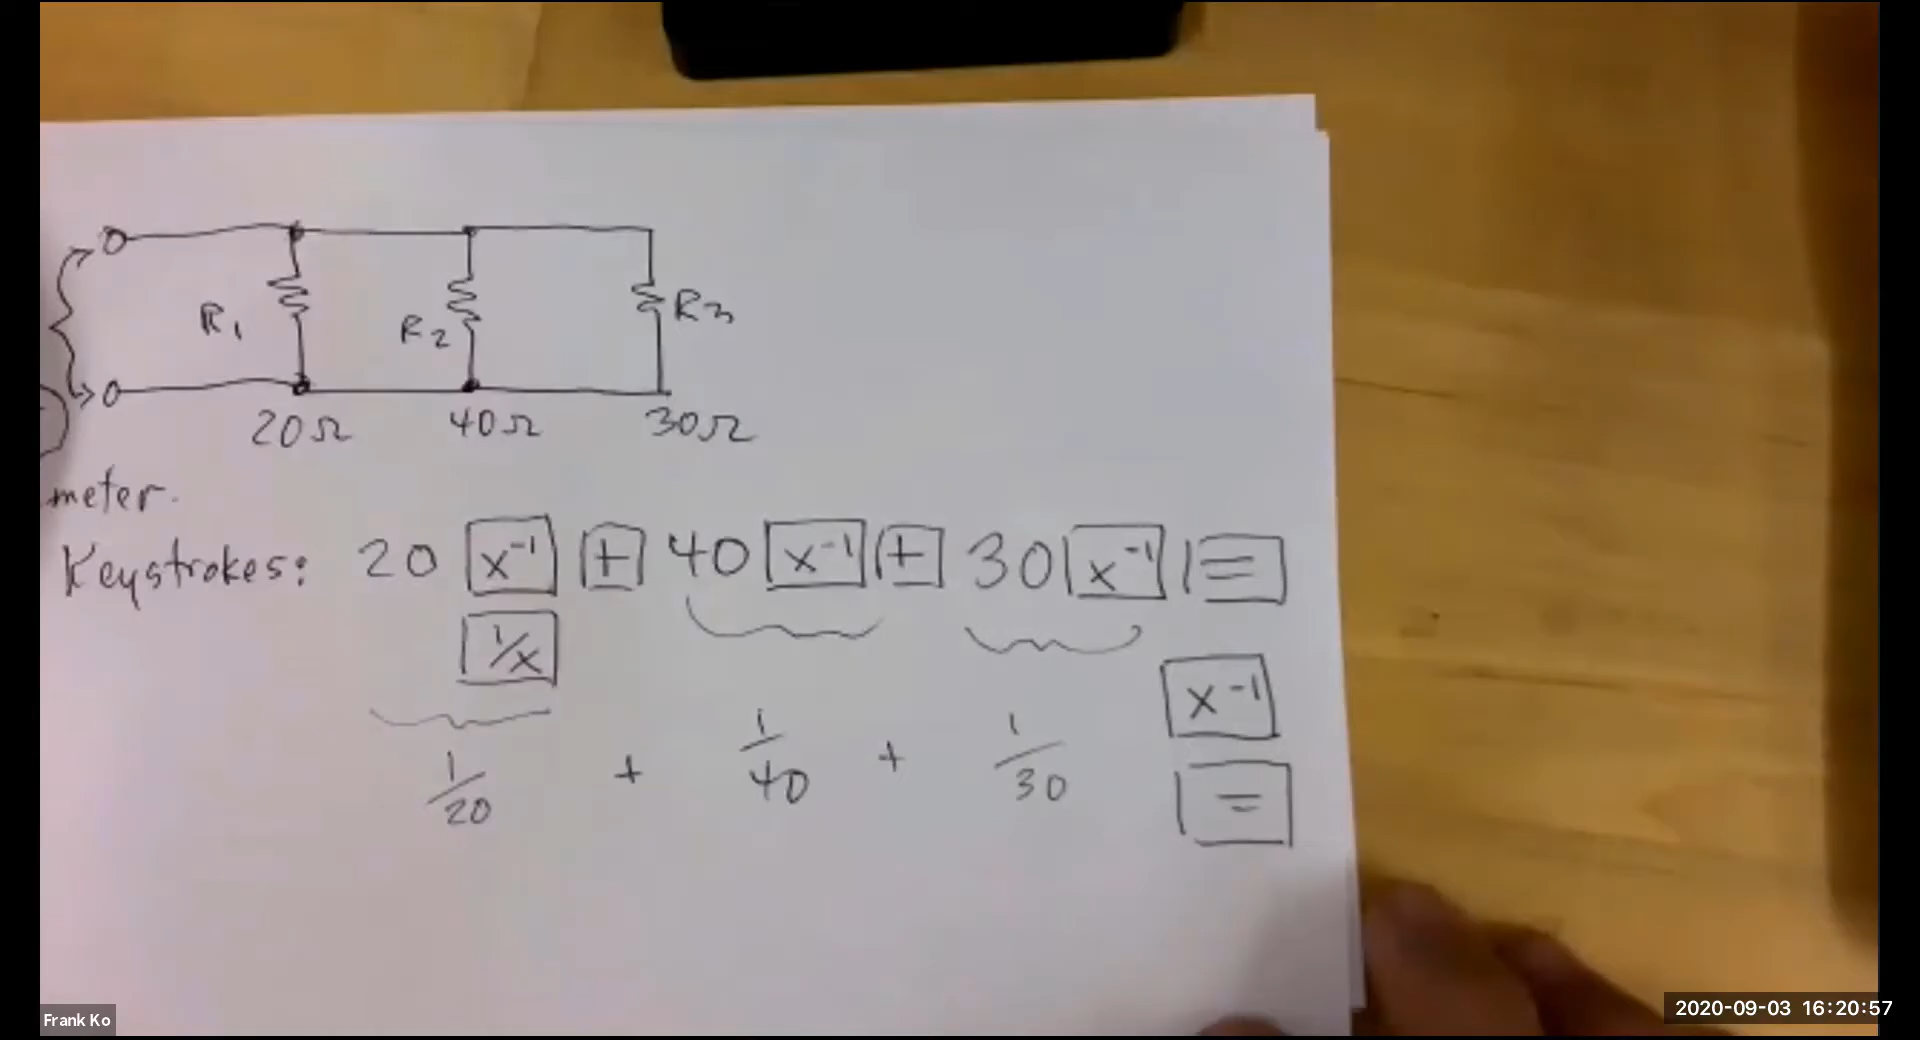 R₁ R₂ R₃
20Ω 40Ω 30Ω
meter.
Keystrokes: 20 x⁻¹ + 40 x⁻¹ + 30 x⁻¹ =
1/x
x⁻¹
1/20 + 1/40 + 1/30
=
Frank Ko
2020-09-03 16:20:57